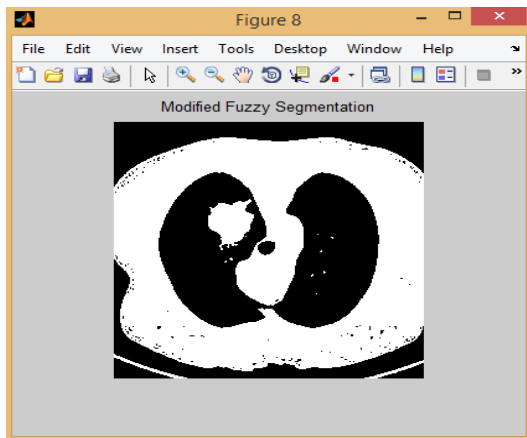 Figure 8
File Edit View Insert Tools Desktop Window Help
Modified Fuzzy Segmentation